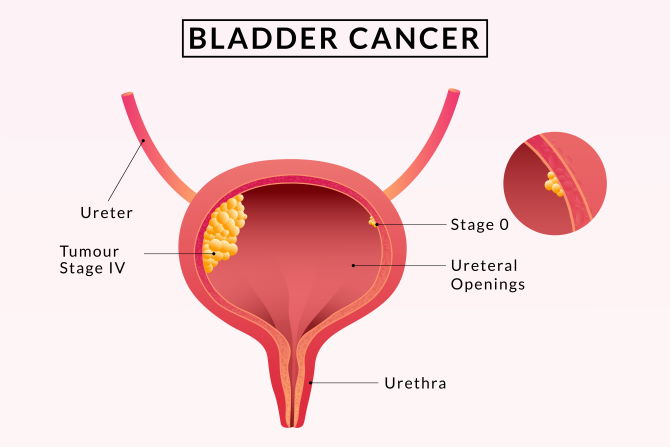 BLADDER CANCER
Ureter
Tumour
Stage IV
Stage 0
Ureteral
Openings
Urethra